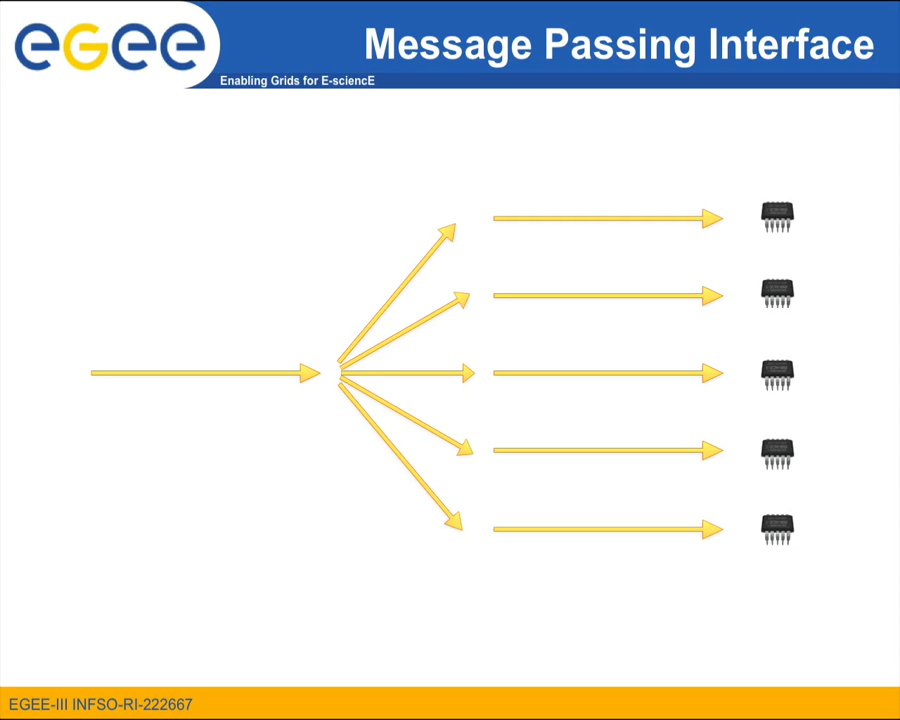 egee
Message Passing Interface
Enabling Grids for E-sciencE
EGEE-III INFSO-RI-222667